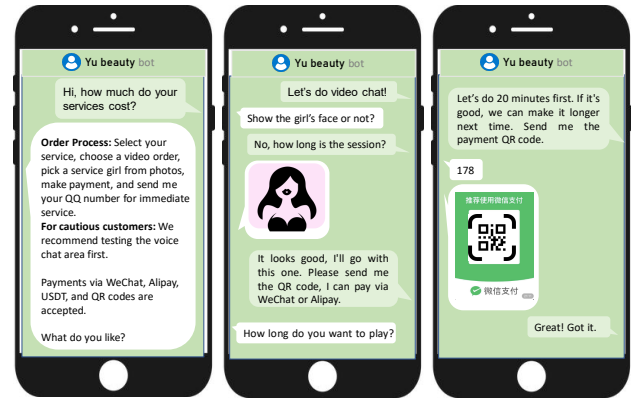 Yu beauty bot
Hi, how much do your
services cost?
Order Process: Select your
service, choose a video order,
pick a service girl from photos,
make payment, and send me
your QQ number for immediate
service.
For cautious customers: We
recommend testing the voice
chat area first.
Payments via WeChat, Alipay,
USDT, and QR codes are
accepted.
What do you like?
Yu beauty bot
Let's do video chat!
Show the girl's face or not?
No, how long is the session?
It looks good, I'll go with
this one. Please send me
the QR code, I can pay via
WeChat or Alipay.
How long do you want to play?
Yu beauty bot
Let's do 20 minutes first. If it's
good, we can make it longer
next time. Send me the
payment QR code.
178
推荐使用微信支付
微信支付
Great! Got it.